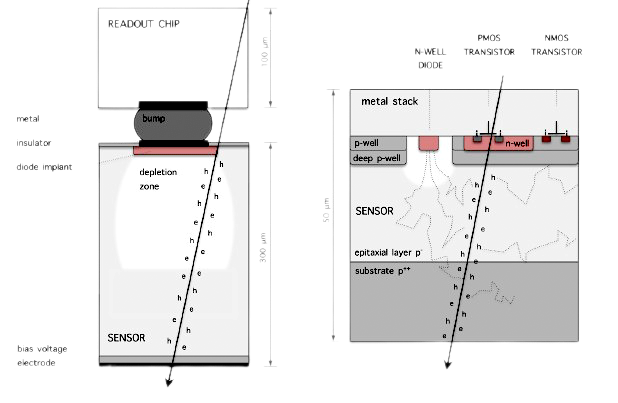 READOUT CHIP
100 µm
metal
bump
insulator
diode implant
depletion
zone
300 µm
SENSOR
bias voltage
electrode
h
e
h
e
h
h
e
h
e
h
e
e
h
e
h
h
e
h
e
N-WELL
DIODE
PMOS
TRANSISTOR
NMOS
TRANSISTOR
metal stack
p-well
n-well
deep p-well
50 µm
SENSOR
epitaxial layer p⁻
substrate p⁺⁺
h
h
e
h
e
e
h
h
e
e
h
e
h
e
h
e
h
e